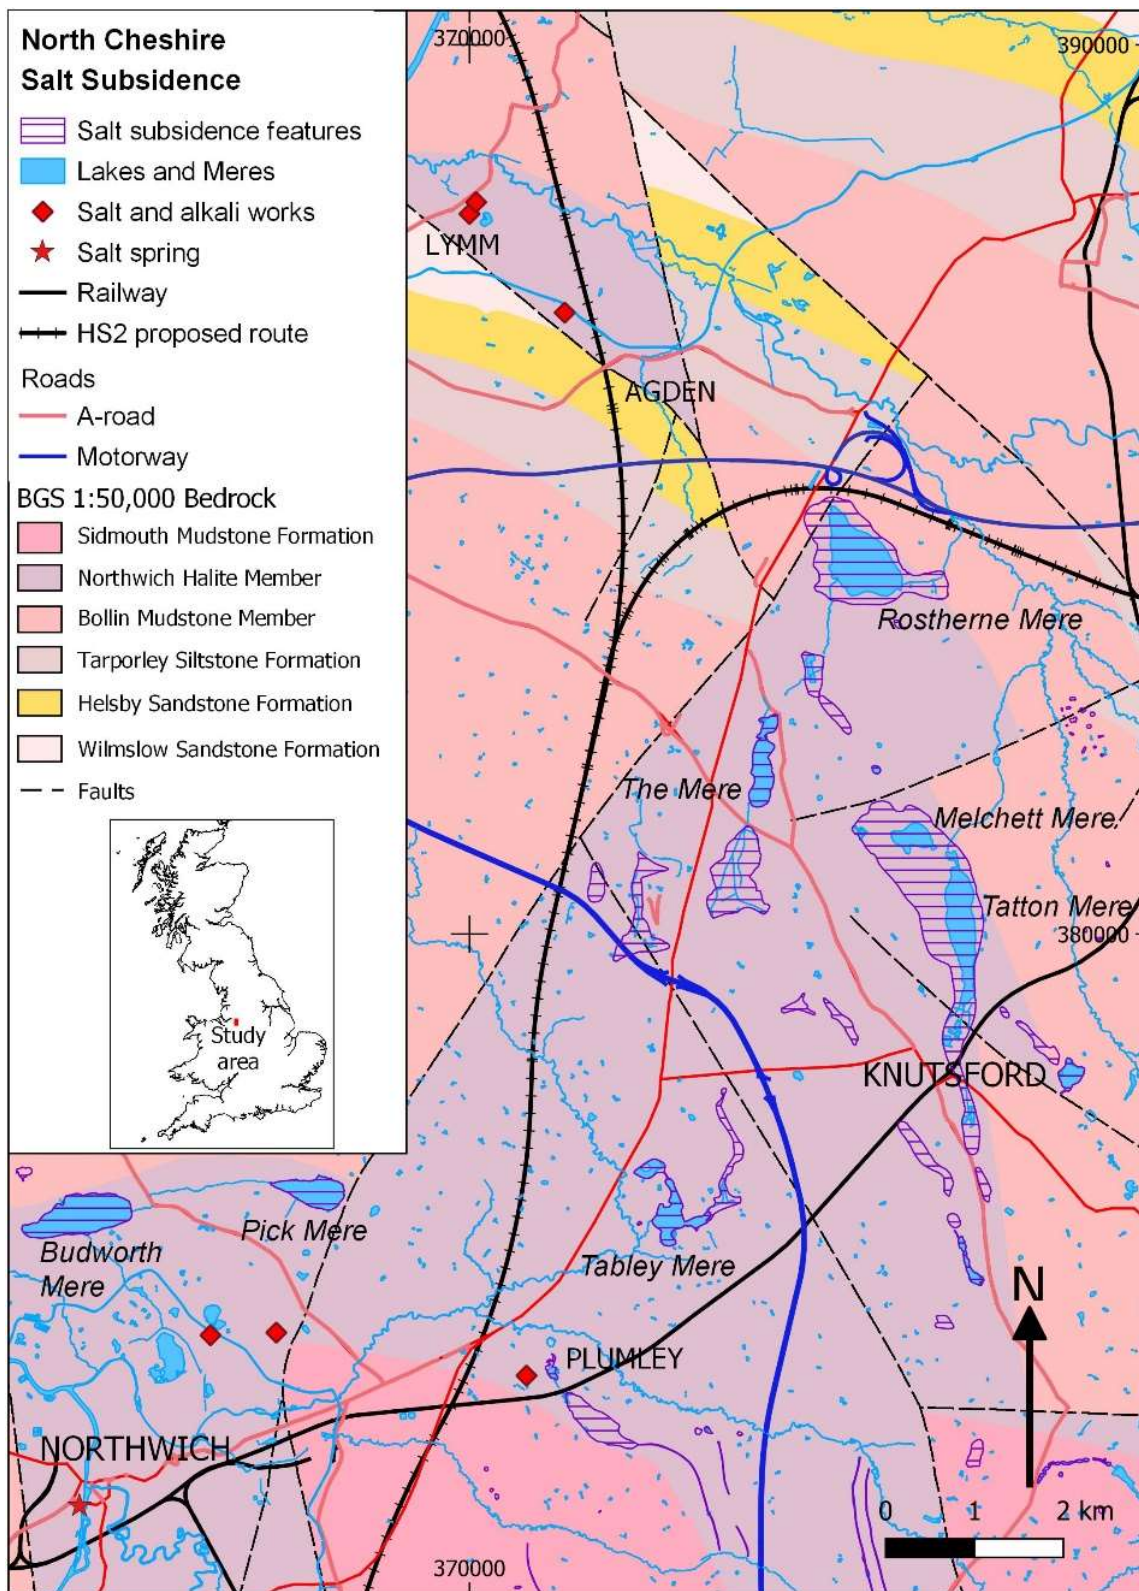 North Cheshire
Salt Subsidence
Salt subsidence features
Lakes and Meres
Salt and alkali works
Salt spring
Railway
HS2 proposed route
Roads
A-road
Motorway
BGS 1:50,000 Bedrock
Sidmouth Mudstone Formation
Northwich Halite Member
Bollin Mudstone Member
Tarporley Siltstone Formation
Helsby Sandstone Formation
Wilmslow Sandstone Formation
Faults
Study
area
370000
390000
LYMM
AGDEN
Rostherne Mere
The Mere
Melchett Mere
Tatton Mere
380000
KNUTSFORD
Pick Mere
Budworth
Mere
Tabley Mere
PLUMLEY
NORTHWICH
N
0 1 2 km
370000